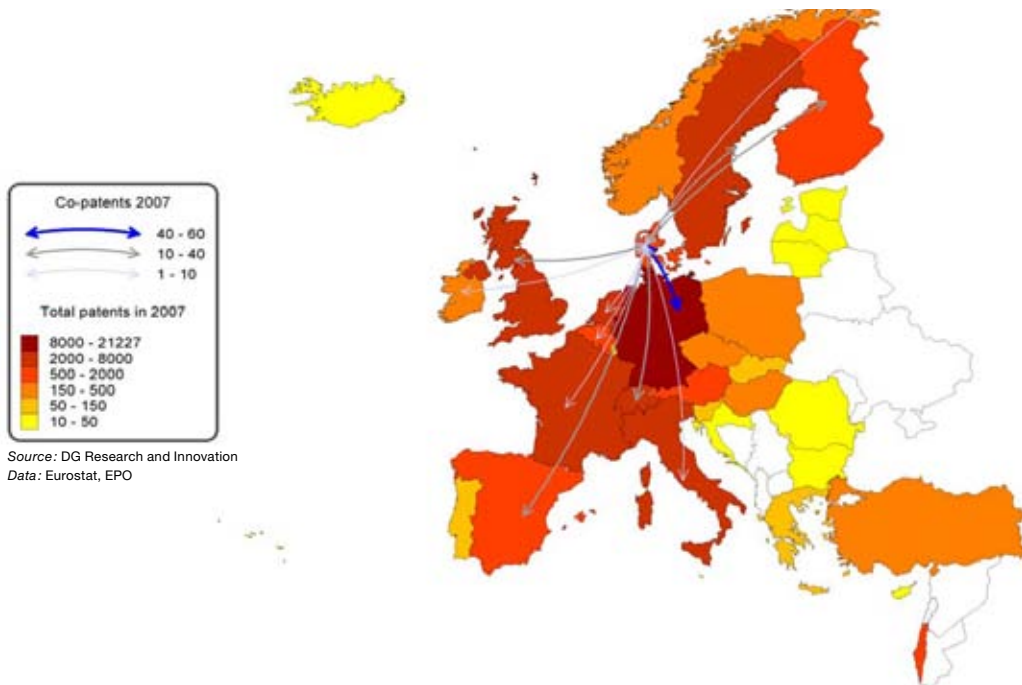 Co-patents 2007
40 - 60
10 - 40
1 - 10
Total patents in 2007
8000 - 21227
2000 - 8000
500 - 2000
150 - 500
50 - 150
10 - 50
Source: DG Research and Innovation
Data: Eurostat, EPO